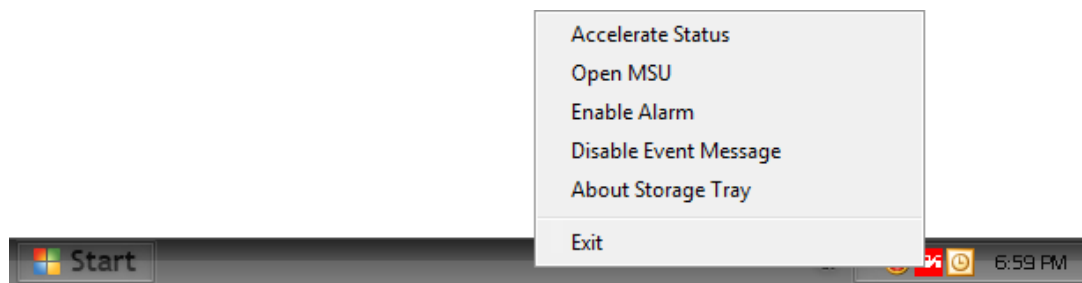 Accelerate Status
Open MSU
Enable Alarm
Disable Event Message
About Storage Tray
Exit
Start
6:59 PM